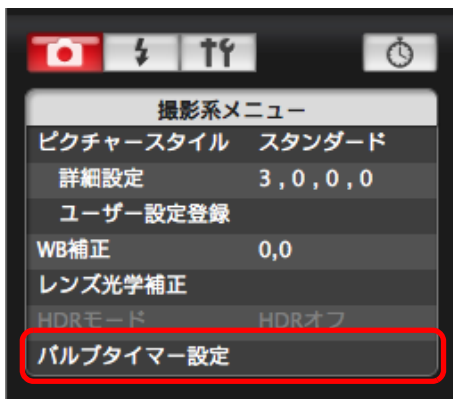 撮影系メニュー
ピクチャースタイル スタンダード
詳細設定 3,0,0,0
ユーザー設定登録
WB補正 0,0
レンズ光学補正
HDRモード HDRオフ
バルブタイマー設定